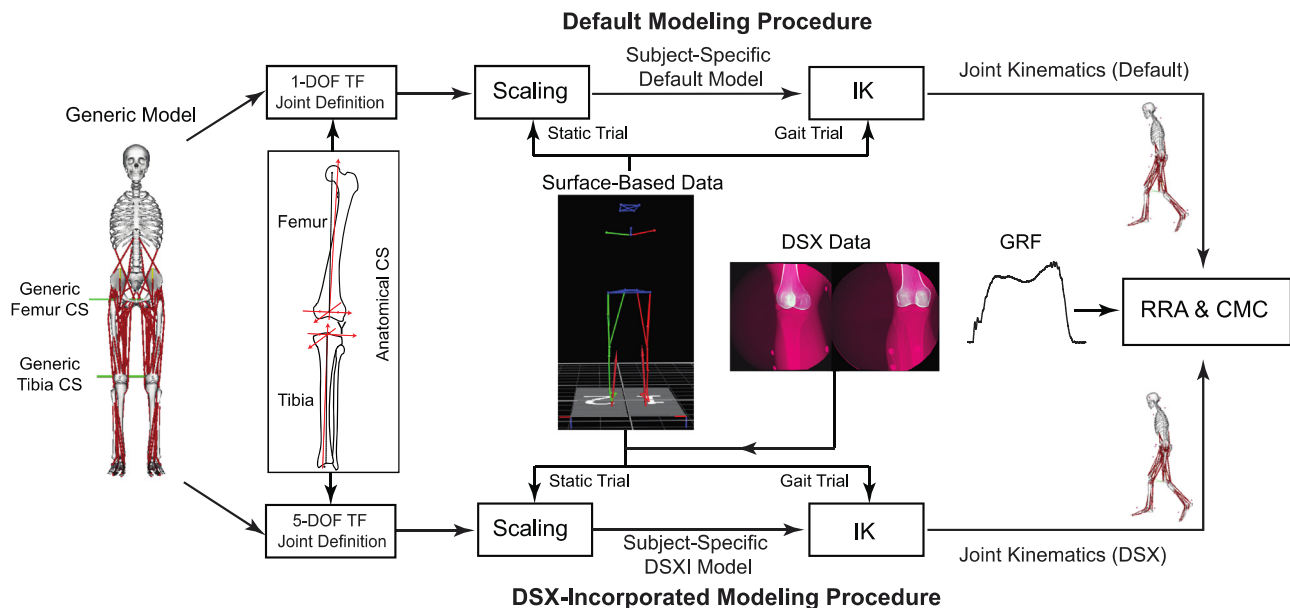 Default Modeling Procedure
Generic Model
1-DOF TF
Joint Definition
Scaling
Subject-Specific
Default Model
IK
Joint Kinematics (Default)
Static Trial
Gait Trial
Surface-Based Data
Femur
Tibia
Anatomical CS
Generic
Femur CS
Generic
Tibia CS
DSX Data
GRF
RRA & CMC
Static Trial
Gait Trial
5-DOF TF
Joint Definition
Scaling
Subject-Specific
DSXI Model
IK
Joint Kinematics (DSX)
DSX-Incorporated Modeling Procedure